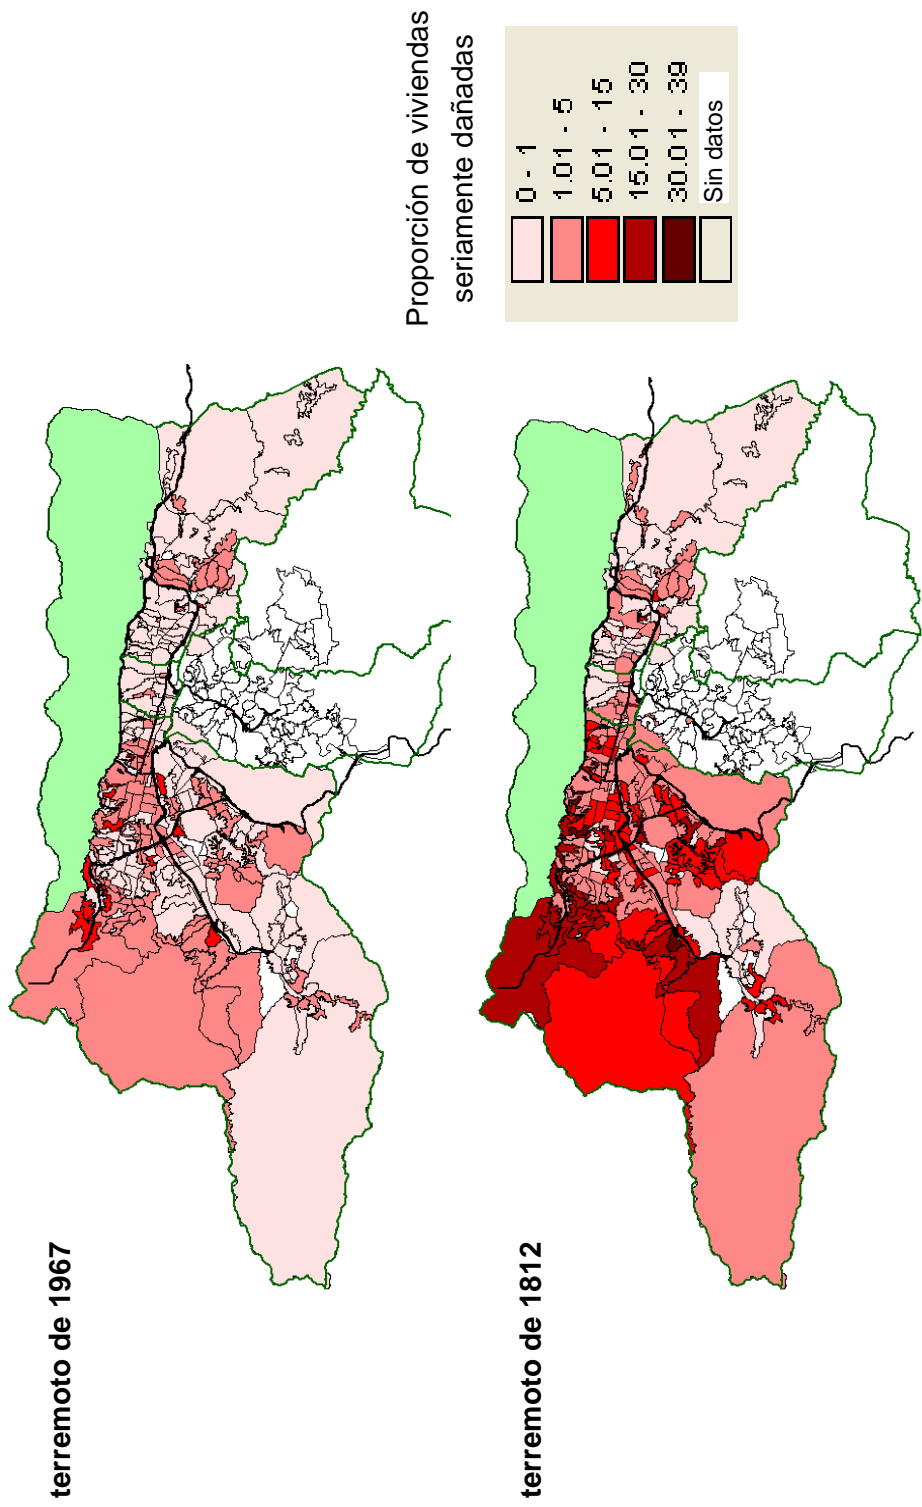 terremoto de 1967
terremoto de 1812
Proporción de viviendas
seriamente dañadas
0 - 1
1.01 - 5
5.01 - 15
15.01 - 30
30.01 - 39
Sin datos